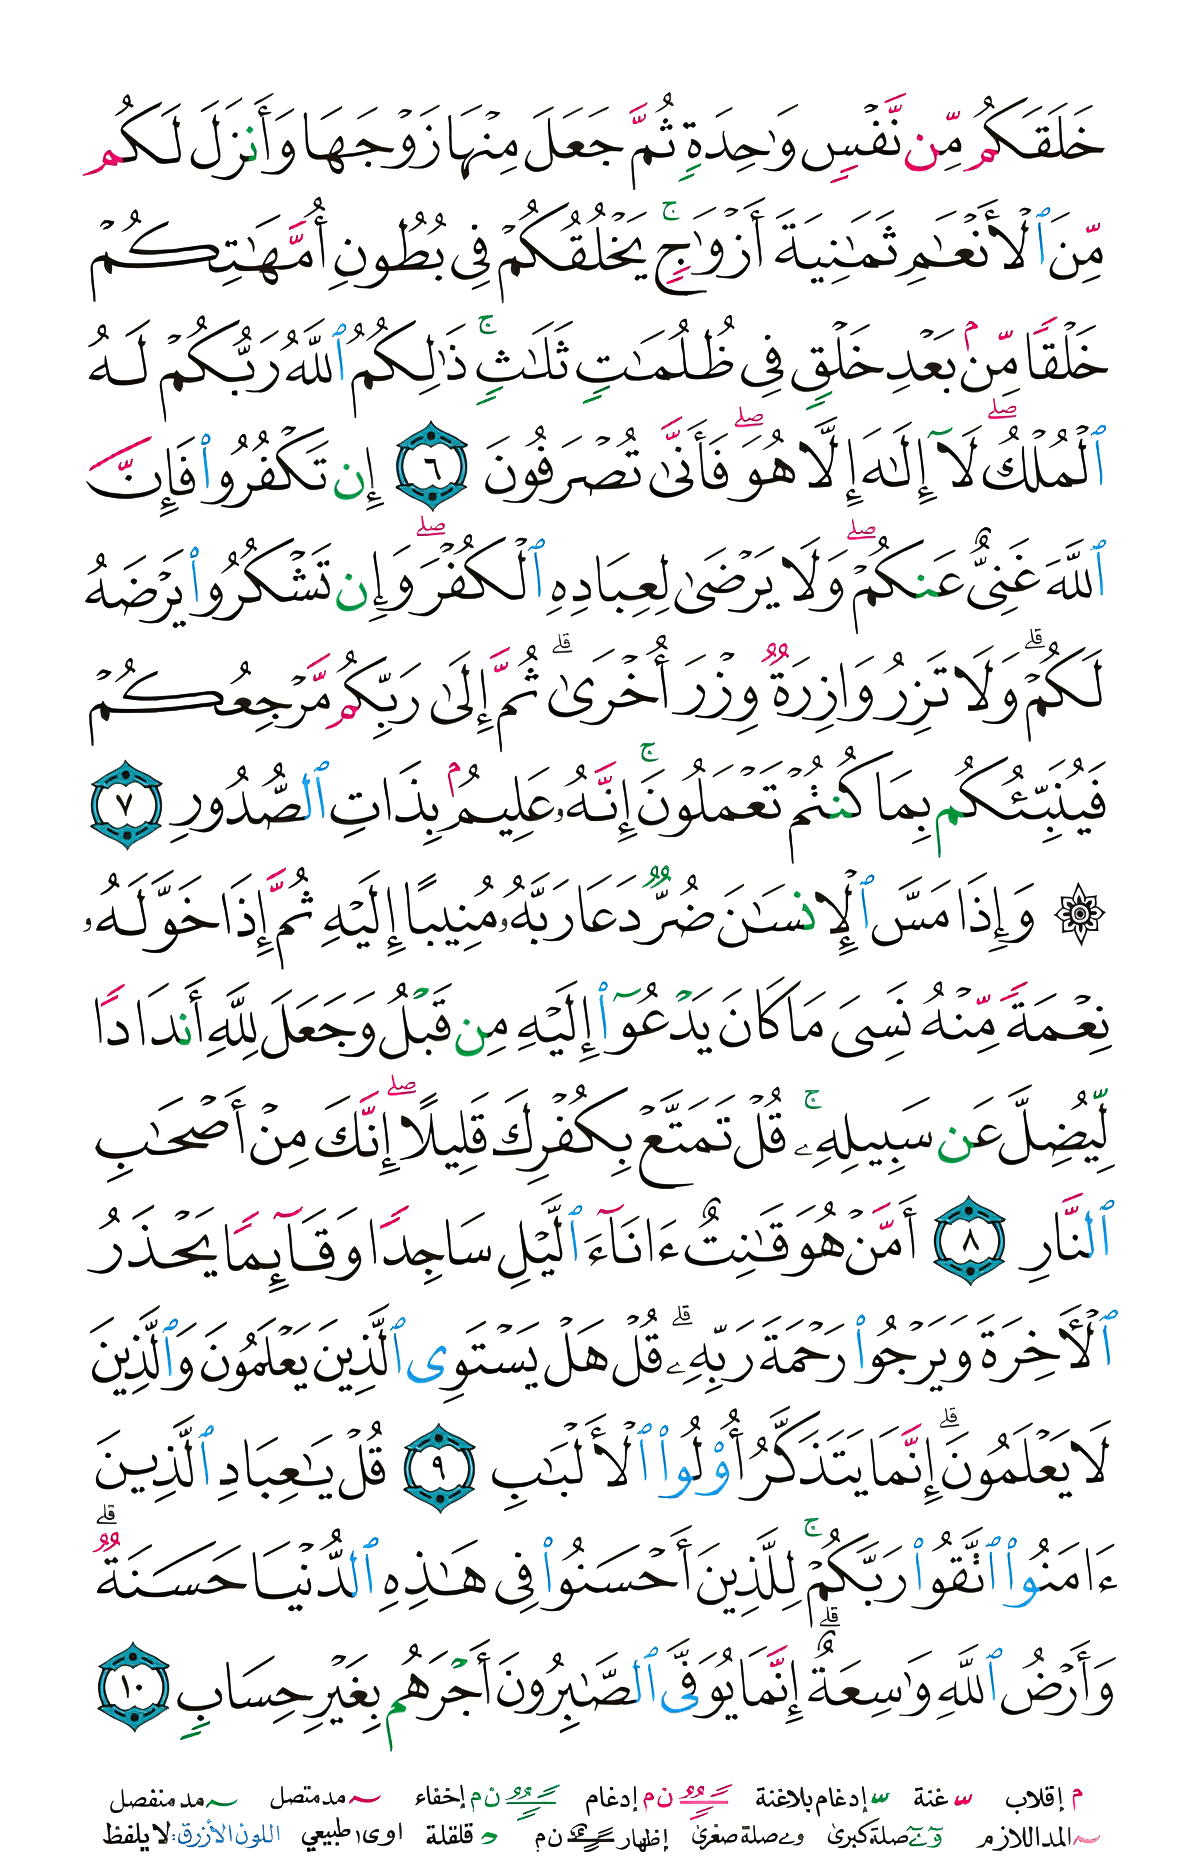 خَلَقَكُم مِّن نَّفْسٍ وَٰحِدَةٍ ثُمَّ جَعَلَ مِنْهَا زَوْجَهَا وَأَنزَلَ لَكُم
مِّنَ ٱلْأَنْعَٰمِ ثَمَٰنِيَةَ أَزْوَٰجٍ ۚ يَخْلُقُكُمْ فِى بُطُونِ أُمَّهَٰتِكُمْ
خَلْقًا مِّنۢ بَعْدِ خَلْقٍ فِى ظُلُمَٰتٍ ثَلَٰثٍ ۚ ذَٰلِكُمُ ٱللَّهُ رَبُّكُمْ لَهُ
ٱلْمُلْكُ ۖ لَآ إِلَٰهَ إِلَّا هُوَ ۖ فَأَنَّىٰ تُصْرَفُونَ ٦ إِن تَكْفُرُوا۟ فَإِنَّ
ٱللَّهَ غَنِىٌّ عَنكُمْ ۖ وَلَا يَرْضَىٰ لِعِبَادِهِ ٱلْكُفْرَ ۖ وَإِن تَشْكُرُوا۟ يَرْضَهُ
لَكُمْ ۗ وَلَا تَزِرُ وَازِرَةٌ وِزْرَ أُخْرَىٰ ۗ ثُمَّ إِلَىٰ رَبِّكُم مَّرْجِعُكُمْ
فَيُنَبِّئُكُم بِمَا كُنتُمْ تَعْمَلُونَ ۚ إِنَّهُۥ عَلِيمٌۢ بِذَاتِ ٱلصُّدُورِ ٧
۞ وَإِذَا مَسَّ ٱلْإِنسَٰنَ ضُرٌّ دَعَا رَبَّهُۥ مُنِيبًا إِلَيْهِ ثُمَّ إِذَا خَوَّلَهُۥ
نِعْمَةً مِّنْهُ نَسِىَ مَا كَانَ يَدْعُوٓا۟ إِلَيْهِ مِن قَبْلُ وَجَعَلَ لِلَّهِ أَندَادًا
لِّيُضِلَّ عَن سَبِيلِهِۦ ۚ قُلْ تَمَتَّعْ بِكُفْرِكَ قَلِيلًا ۖ إِنَّكَ مِنْ أَصْحَٰبِ
ٱلنَّارِ ٨ أَمَّنْ هُوَ قَٰنِتٌ ءَانَآءَ ٱلَّيْلِ سَاجِدًا وَقَآئِمًا يَحْذَرُ
ٱلْأَخِرَةَ وَيَرْجُوا۟ رَحْمَةَ رَبِّهِۦ ۗ قُلْ هَلْ يَسْتَوِى ٱلَّذِينَ يَعْلَمُونَ وَٱلَّذِينَ
لَا يَعْلَمُونَ ۗ إِنَّمَا يَتَذَكَّرُ أُو۟لُوا۟ ٱلْأَلْبَٰبِ ٩ قُلْ يَٰعِبَادِ ٱلَّذِينَ
ءَامَنُوا۟ ٱتَّقُوا۟ رَبَّكُمْ ۚ لِلَّذِينَ أَحْسَنُوا۟ فِى هَٰذِهِ ٱلدُّنْيَا حَسَنَةٌ ۗ
وَأَرْضُ ٱللَّهِ وَٰسِعَةٌ ۗ إِنَّمَا يُوَفَّى ٱلصَّٰبِرُونَ أَجْرَهُم بِغَيْرِ حِسَابٍ ١٠
م إقلاب غنة إدغام بلاغنة ن م إدغام ن م إخفاء مد متصل مد منفصل
المد اللازم صلة كبرى وے صلة صغرى إظهار ن م قلقلة اوى طبيعي اللون الأزرق: لا يلفظ